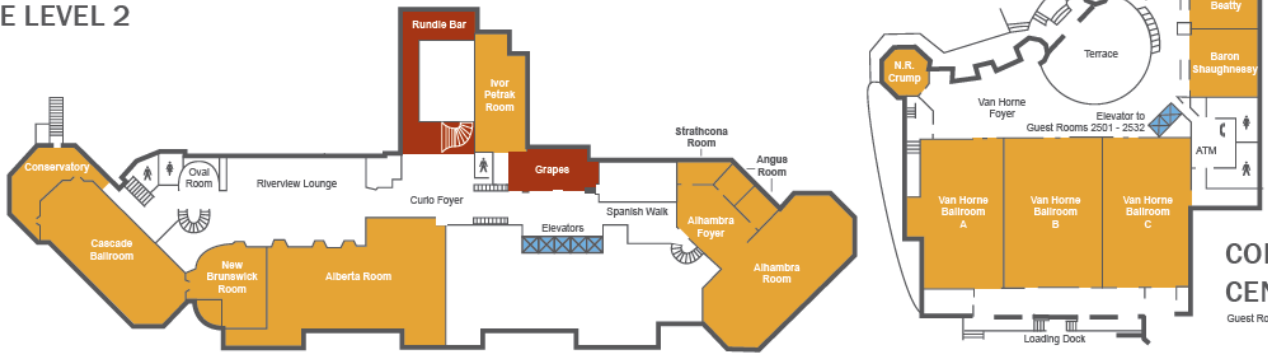 E LEVEL 2
Rundle Bar
Ivor
Petrak
Room
Conservatory
Oval
Room
Riverview Lounge
Curio Foyer
Grapes
Strathcona
Room
Angus
Room
Spanish Walk
Alhambra
Foyer
Elevators
Cascade
Ballroom
New
Brunswick
Room
Alberta Room
Alhambra
Room
Beatty
Baron
Shaughnessy
Terrace
N.R.
Crump
Van Horne
Foyer
Elevator to
Guest Rooms 2501 - 2532
ATM
Van Horne
Ballroom
A
Van Horne
Ballroom
B
Van Horne
Ballroom
C
Loading Dock
CO
CEN
Guest Ro